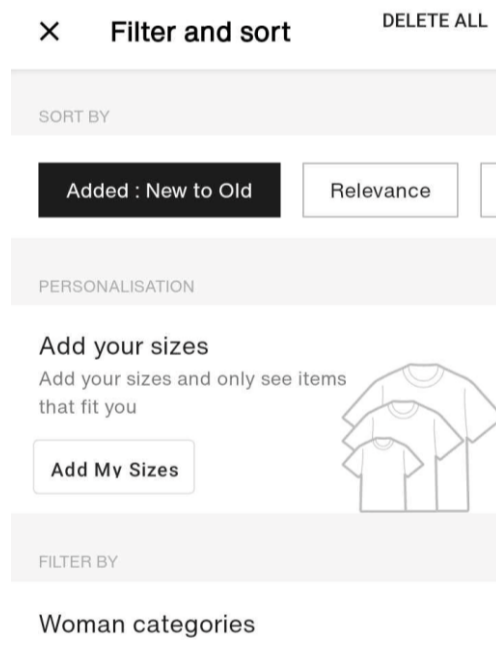 Filter and sort
DELETE ALL
SORT BY
Added : New to Old
Relevance
PERSONALISATION
Add your sizes
Add your sizes and only see items
that fit you
Add My Sizes
FILTER BY
Woman categories